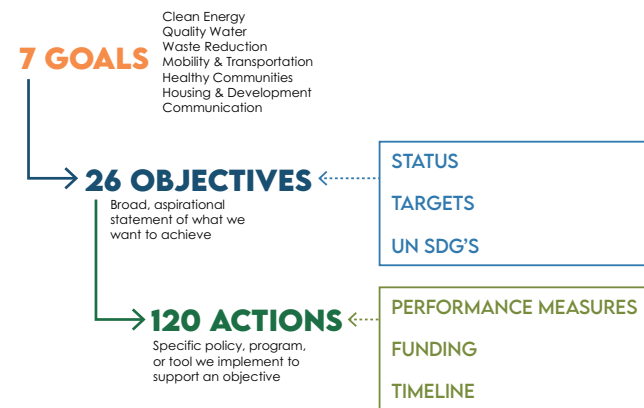 7 GOALS
Clean Energy
Quality Water
Waste Reduction
Mobility & Transportation
Healthy Communities
Housing & Development
Communication
26 OBJECTIVES
Broad, aspirational
statement of what we
want to achieve
STATUS
TARGETS
UN SDG'S
120 ACTIONS
Specific policy, program,
or tool we implement to
support an objective
PERFORMANCE MEASURES
FUNDING
TIMELINE